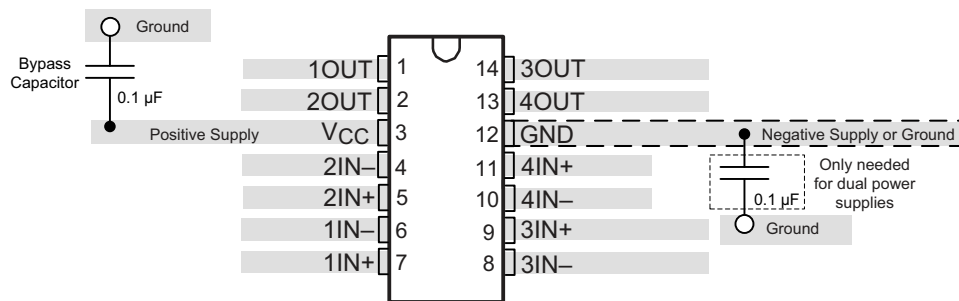 Ground
Bypass
Capacitor
0.1 µF
Positive Supply
1OUT 1
2OUT 2
VCC 3
2IN– 4
2IN+ 5
1IN– 6
1IN+ 7
14 3OUT
13 4OUT
12 GND
11 4IN+
10 4IN–
9 3IN+
8 3IN–
Negative Supply or Ground
Only needed
for dual power
supplies
0.1 µF
Ground